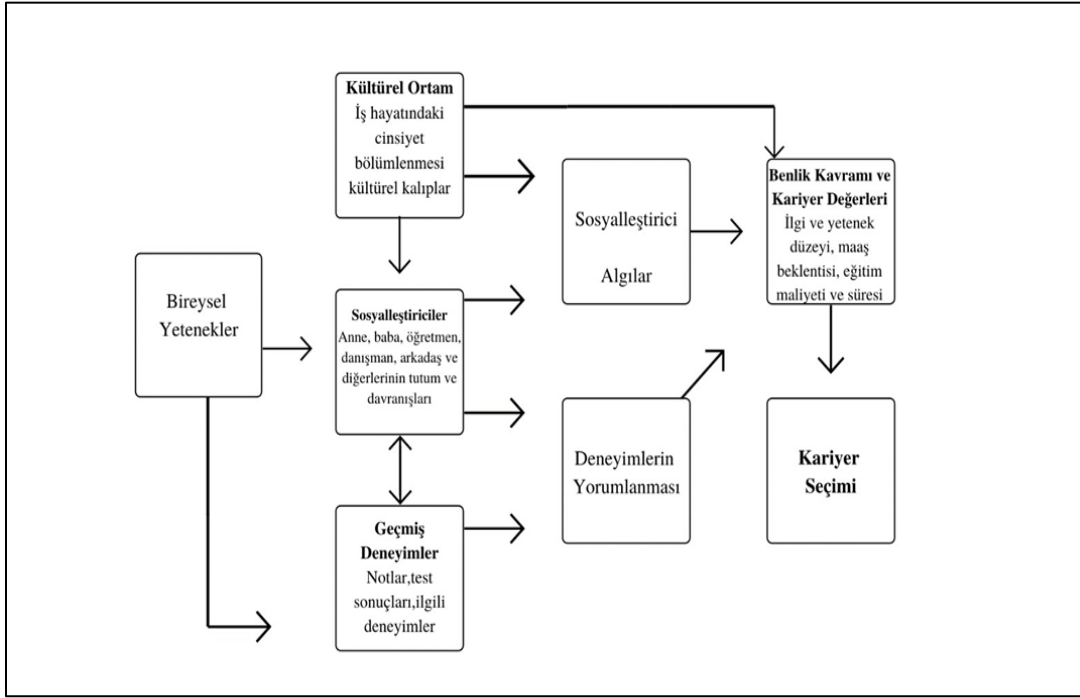 Kültürel Ortam
İş hayatındaki
cinsiyet
bölümlenmesi
kültürel kalıplar
Benlik Kavramı ve
Kariyer Değerleri
İlgi ve yetenek
düzeyi, maaş
beklentisi, eğitim
maliyeti ve süresi
Sosyalleştirici
Algılar
Bireysel
Yetenekler
Sosyalleştiriciler
Anne, baba, öğretmen,
danışman, arkadaş ve
diğerlerinin tutum ve
davranışları
Deneyimlerin
Yorumlanması
Kariyer
Seçimi
Geçmiş
Deneyimler
Notlar,test
sonuçları,ilgili
deneyimler